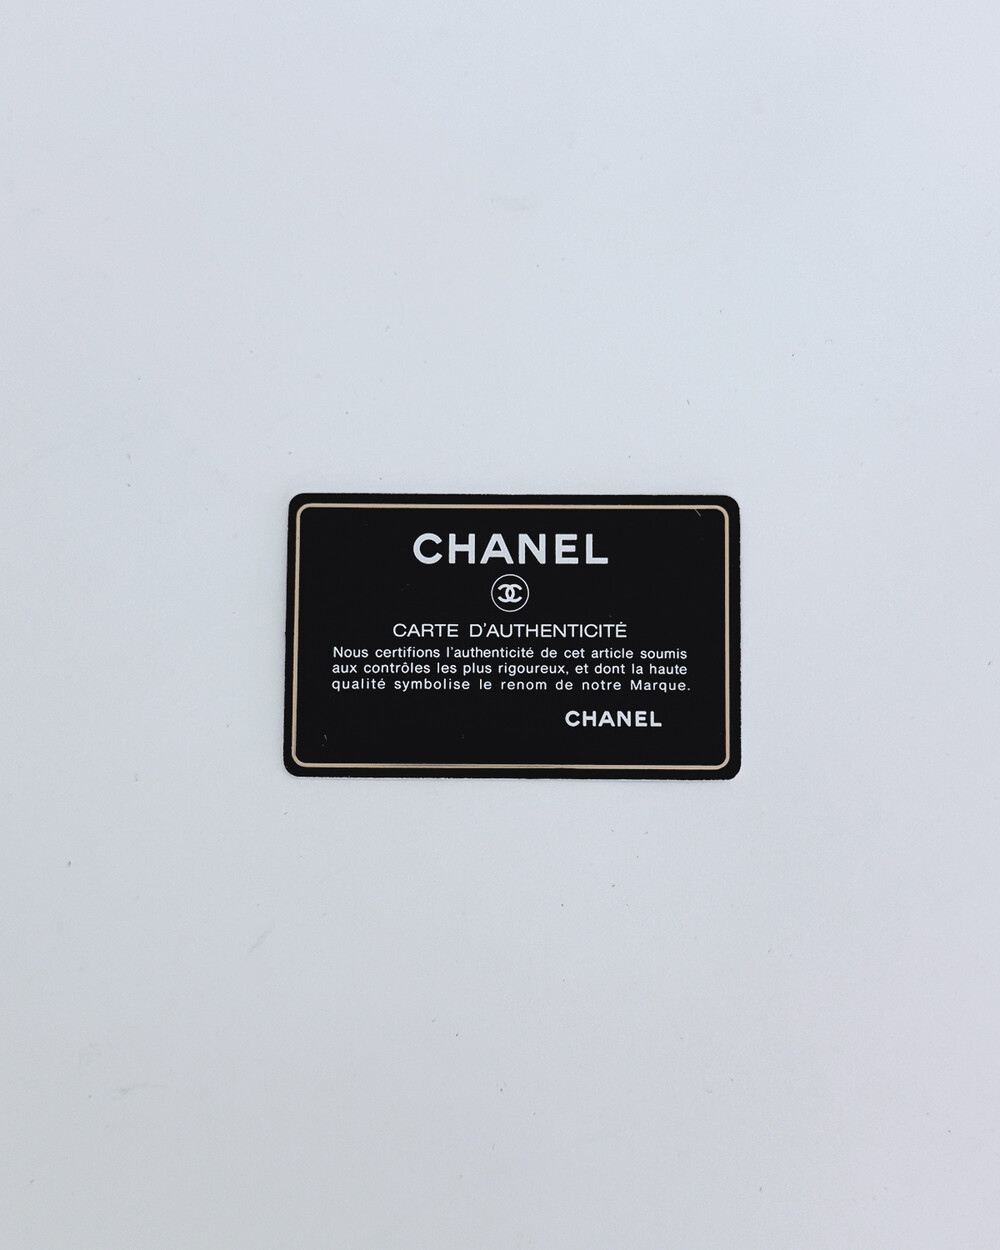 CHANEL
CARTE D'AUTHENTICITÉ
Nous certifions l'authenticité de cet article soumis
aux contrôles les plus rigoureux, et dont la haute
qualité symbolise le renom de notre Marque.
CHANEL